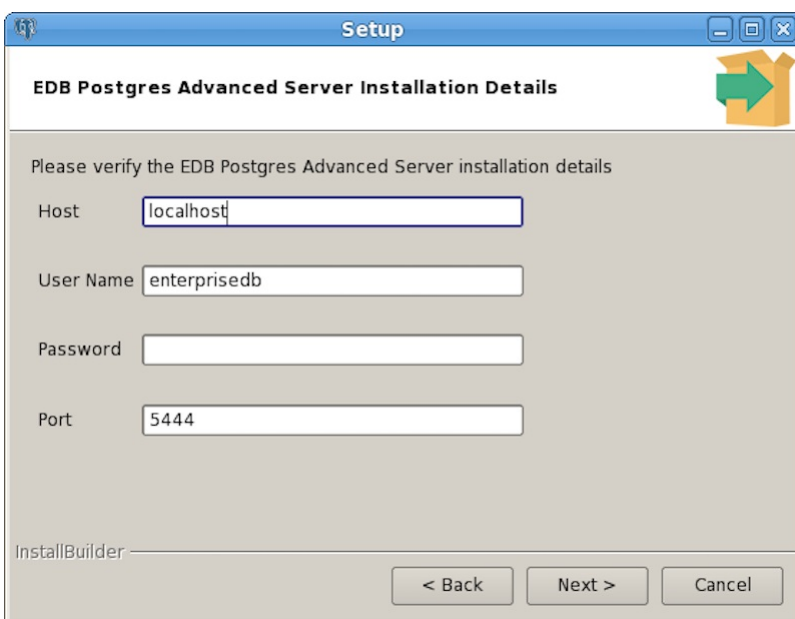 Setup
EDB Postgres Advanced Server Installation Details
Please verify the EDB Postgres Advanced Server installation details
Host localhost
User Name enterprisedb
Password
Port 5444
InstallBuilder
< Back Next > Cancel